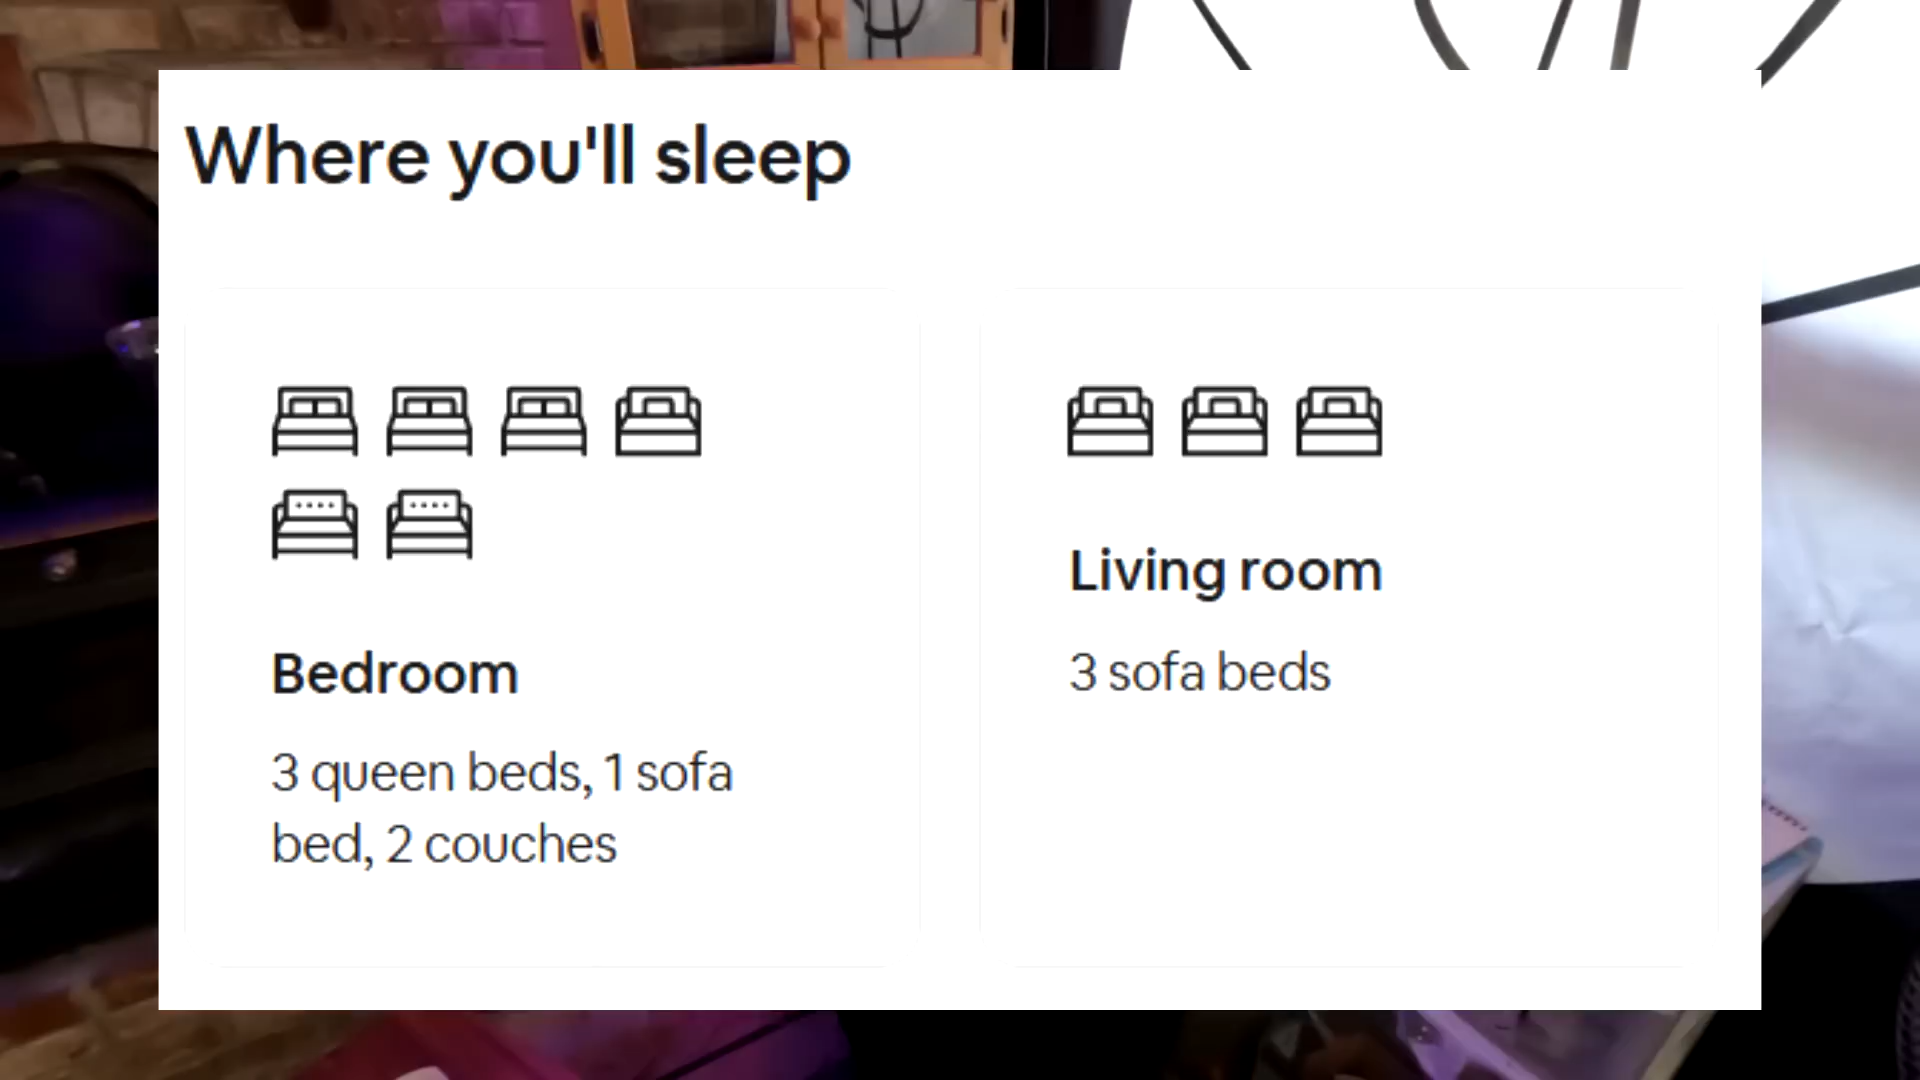 Where you'll sleep
Bedroom
3 queen beds, 1 sofa
bed, 2 couches
Living room
3 sofa beds